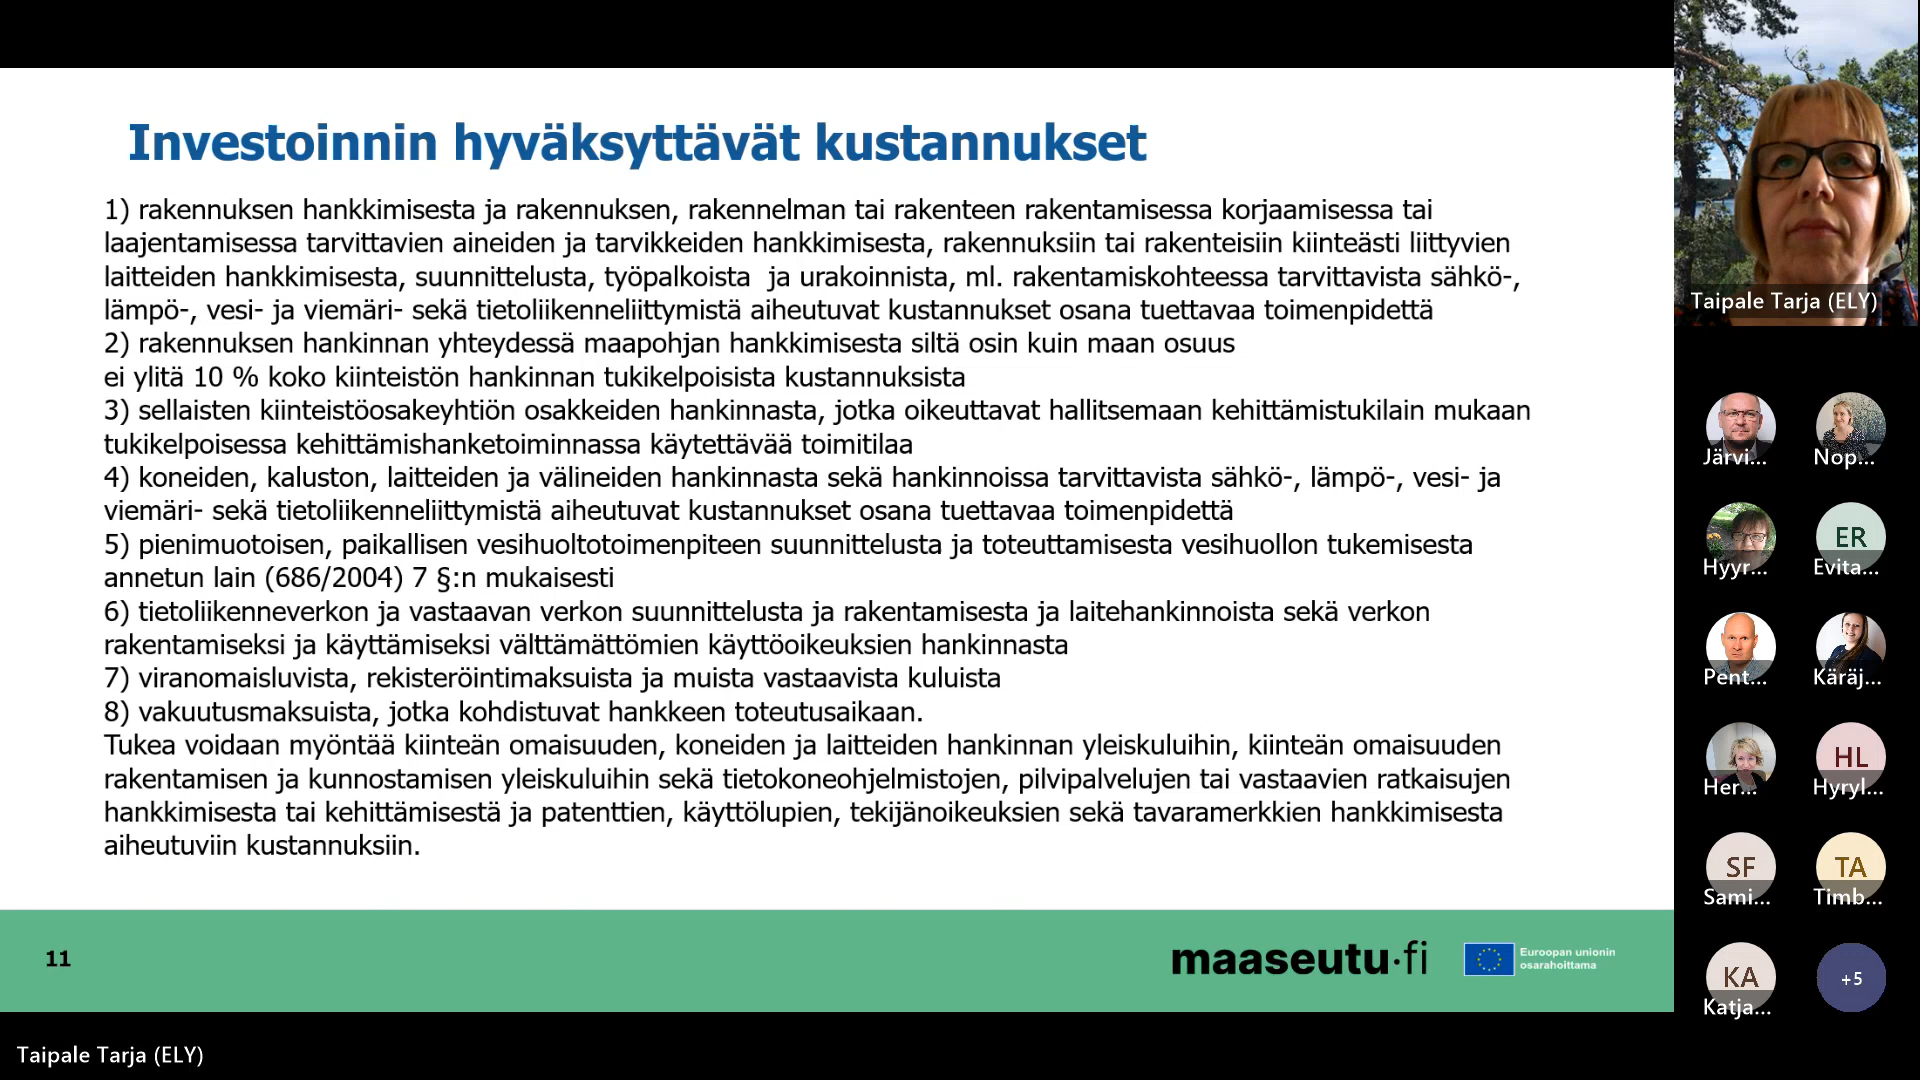 Investoinnin hyväksyttävät kustannukset
1) rakennuksen hankkimisesta ja rakennuksen, rakennelman tai rakenteen rakentamisessa korjaamisessa tai
laajentamisessa tarvittavien aineiden ja tarvikkeiden hankkimisesta, rakennuksiin tai rakenteisiin kiinteästi liittyvien
laitteiden hankkimisesta, suunnittelusta, työpalkoista  ja urakoinnista, ml. rakentamiskohteessa tarvittavista sähkö-,
lämpö-, vesi- ja viemäri- sekä tietoliikenneliittymistä aiheutuvat kustannukset osana tuettavaa toimenpidettä
2) rakennuksen hankinnan yhteydessä maapohjan hankkimisesta siltä osin kuin maan osuus
ei ylitä 10 % koko kiinteistön hankinnan tukikelpoisista kustannuksista
3) sellaisten kiinteistöosakeyhtiön osakkeiden hankinnasta, jotka oikeuttavat hallitsemaan kehittämistukilain mukaan
tukikelpoisessa kehittämishanketoiminnassa käytettävää toimitilaa
4) koneiden, kaluston, laitteiden ja välineiden hankinnasta sekä hankinnoissa tarvittavista sähkö-, lämpö-, vesi- ja
viemäri- sekä tietoliikenneliittymistä aiheutuvat kustannukset osana tuettavaa toimenpidettä
5) pienimuotoisen, paikallisen vesihuoltotoimenpiteen suunnittelusta ja toteuttamisesta vesihuollon tukemisesta
annetun lain (686/2004) 7 §:n mukaisesti
6) tietoliikenneverkon ja vastaavan verkon suunnittelusta ja rakentamisesta ja laitehankinnoista sekä verkon
rakentamiseksi ja käyttämiseksi välttämättömien käyttöoikeuksien hankinnasta
7) viranomaisluvista, rekisteröintimaksuista ja muista vastaavista kuluista
8) vakuutusmaksuista, jotka kohdistuvat hankkeen toteutusaikaan.
Tukea voidaan myöntää kiinteän omaisuuden, koneiden ja laitteiden hankinnan yleiskuluihin, kiinteän omaisuuden
rakentamisen ja kunnostamisen yleiskuluihin sekä tietokoneohjelmistojen, pilvipalvelujen tai vastaavien ratkaisujen
hankkimisesta tai kehittämisestä ja patenttien, käyttölupien, tekijänoikeuksien sekä tavaramerkkien hankkimisesta
aiheutuviin kustannuksiin.
11
maaseutu.fi
Euroopan unionin
osarahoittama
Taipale Tarja (ELY)
Taipale Tarja (ELY)
Järvi...
Nop...
Hyyr...
ER
Evita...
Pent...
Käräj...
Her...
HL
Hyryl...
SF
Sami...
TA
Timb...
KA
Katja...
+5